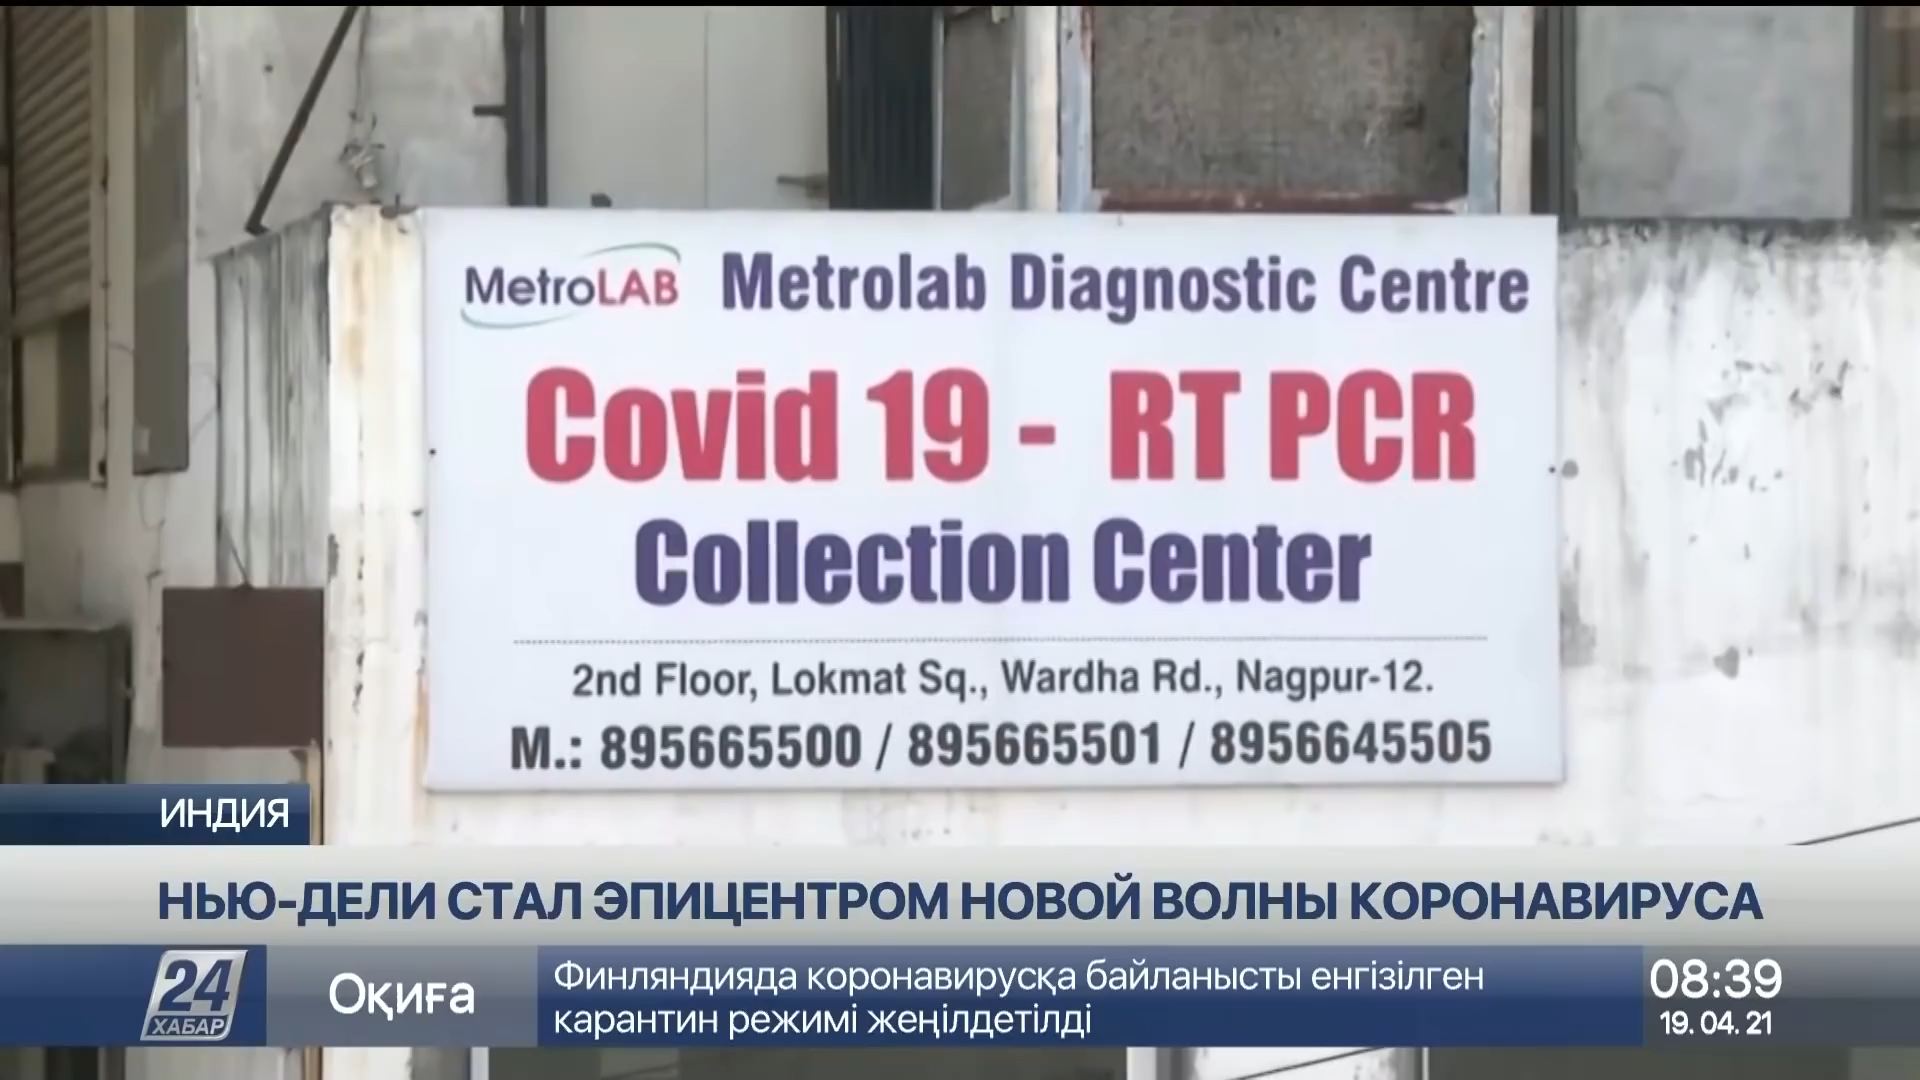 MetroLAB Metrolab Diagnostic Centre
Covid 19 - RT PCR
Collection Center
2nd Floor, Lokmat Sq., Wardha Rd., Nagpur-12.
M.: 895665500 / 895665501 / 8956645505
ИНДИЯ
НЬЮ-ДЕЛИ СТАЛ ЭПИЦЕНТРОМ НОВОЙ ВОЛНЫ КОРОНАВИРУСА
24
ХАБАР
Оқиға
Финляндияда коронавирусқа байланысты енгізілген
карантин режимі жеңілдетілді
08:39
19. 04. 21